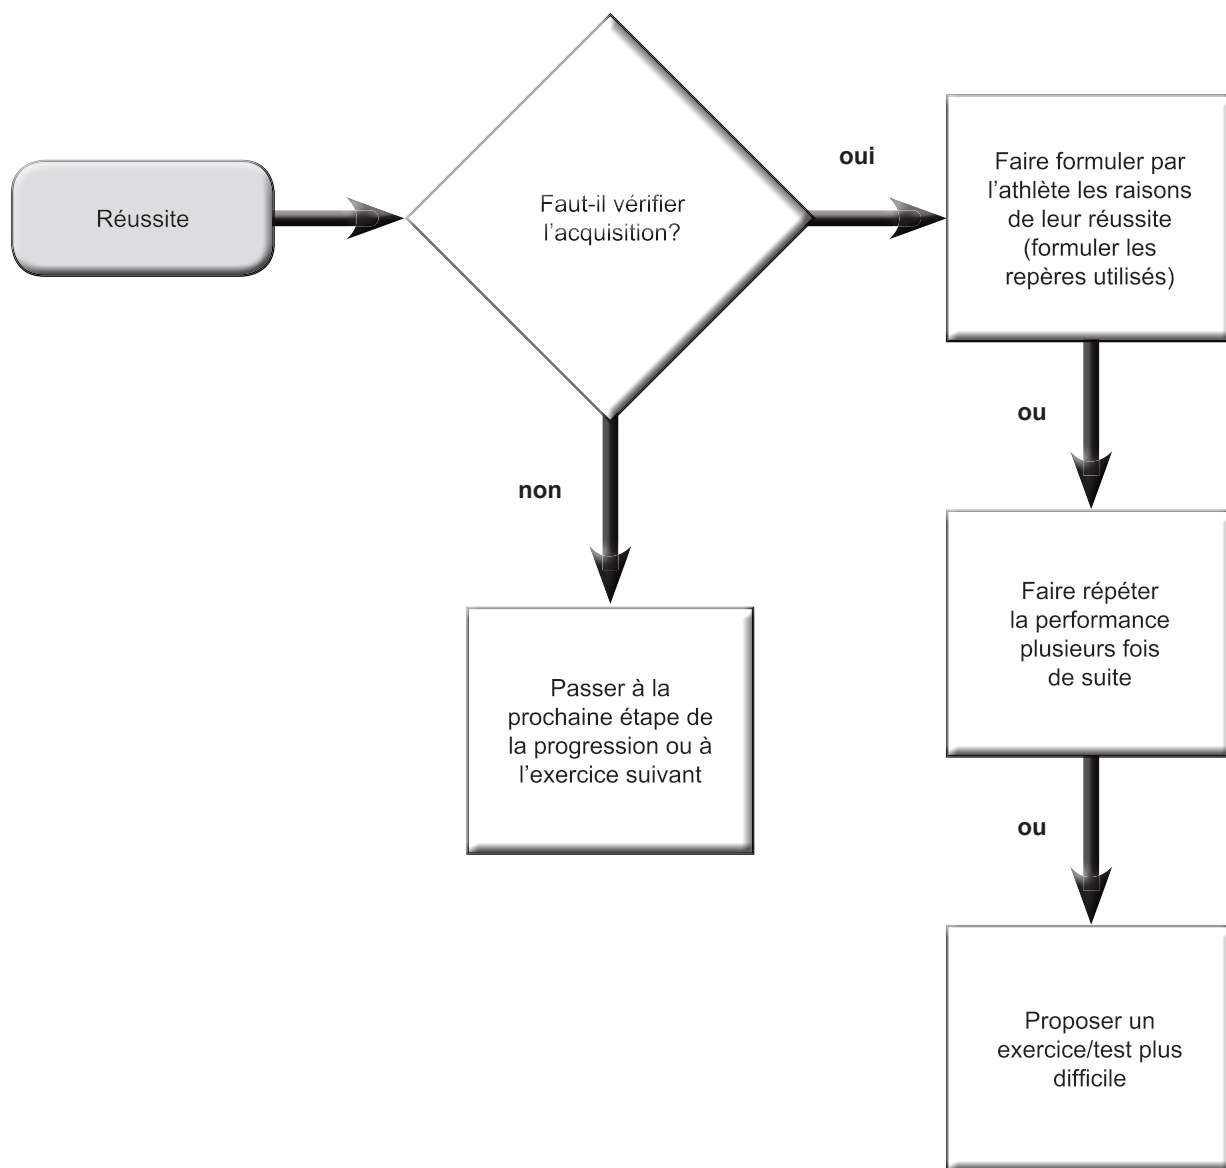 Réussite
Faut-il vérifier
l'acquisition?
oui
Faire formuler par
l'athlète les raisons
de leur réussite
(formuler les
repères utilisés)
non
ou
Passer à la
prochaine étape de
la progression ou à
l'exercice suivant
Faire répéter
la performance
plusieurs fois
de suite
ou
Proposer un
exercice/test plus
difficile